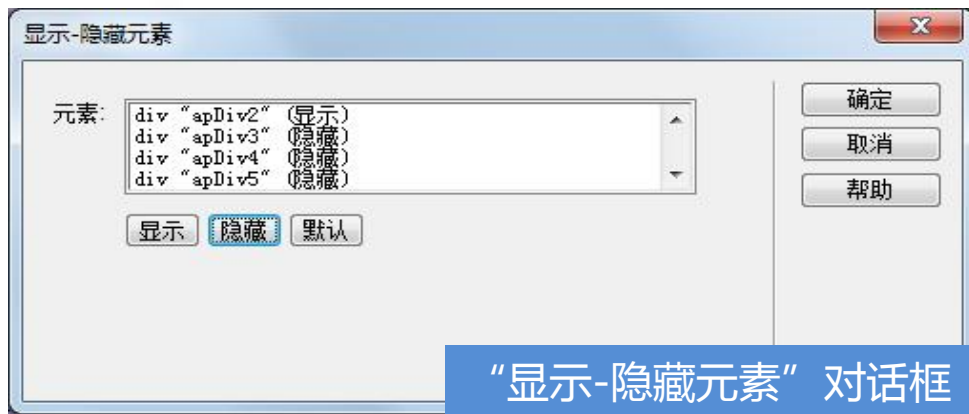 显示-隐藏元素
元素:
div "apDiv2" (显示)
div "apDiv3" (隐藏)
div "apDiv4" (隐藏)
div "apDiv5" (隐藏)
显示 隐藏 默认
确定
取消
帮助
“显示-隐藏元素”对话框